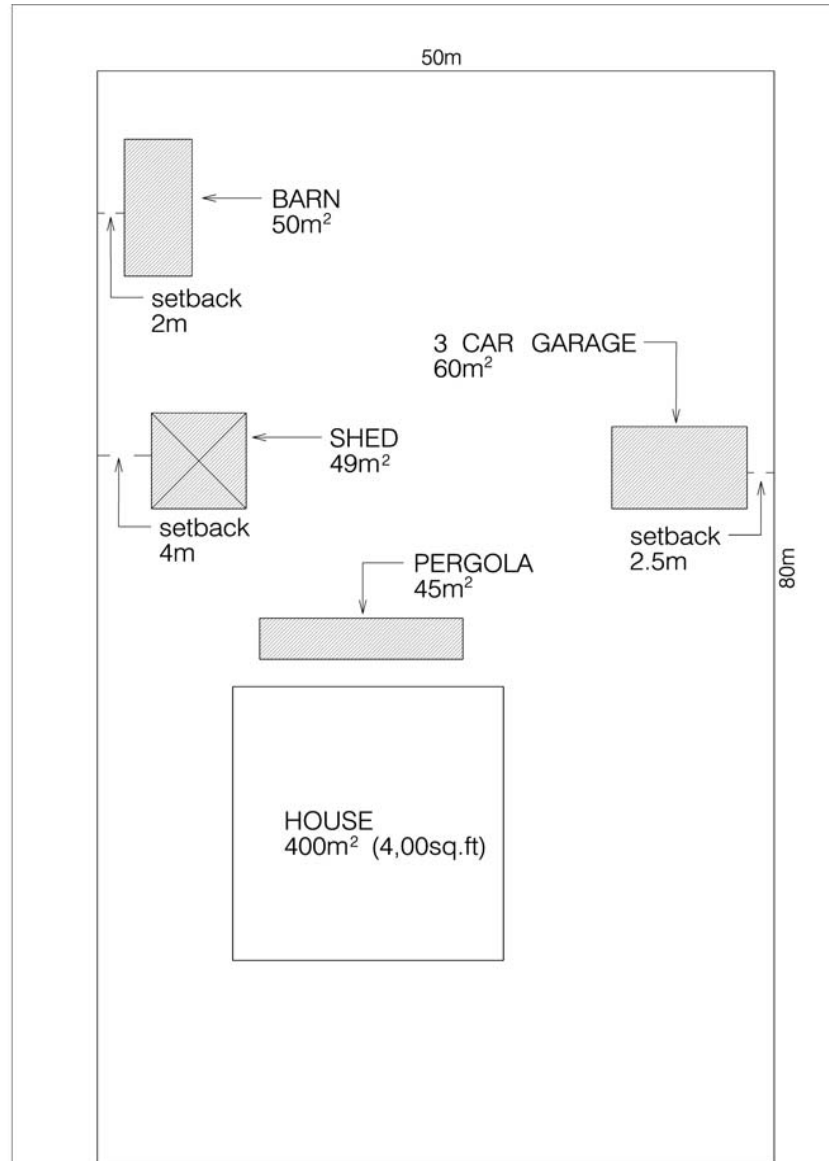 50m
BARN
50m²
setback
2m
3 CAR GARAGE
60m²
SHED
49m²
setback
4m
setback
2.5m
80m
PERGOLA
45m²
HOUSE
400m² (4,00sq.ft)